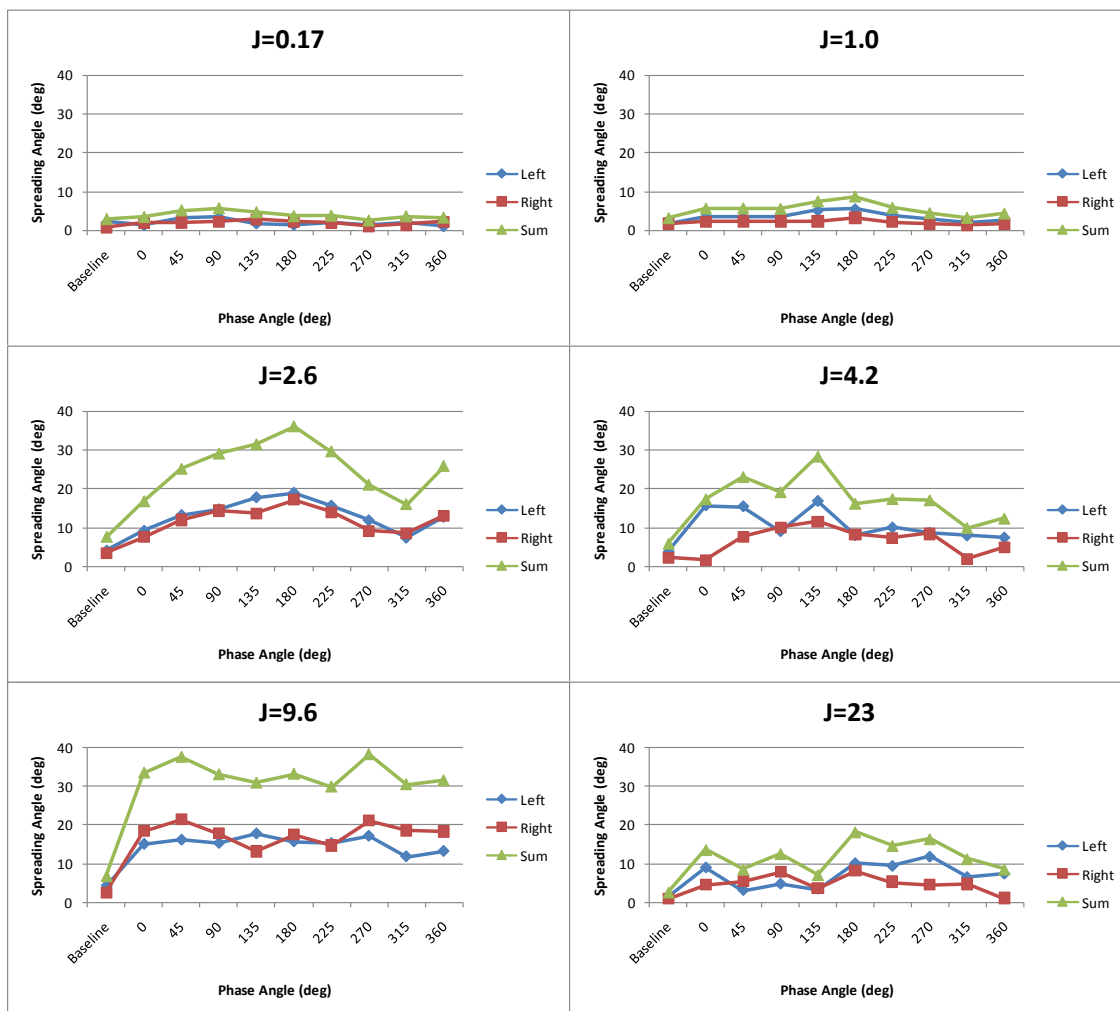 J=0.17
Spreading Angle (deg)
40
30
20
10
0
Baseline
0
45
90
135
180
225
270
315
360
Phase Angle (deg)
Left
Right
Sum
J=1.0
Spreading Angle (deg)
40
30
20
10
0
Baseline
0
45
90
135
180
225
270
315
360
Phase Angle (deg)
Left
Right
Sum
J=2.6
Spreading Angle (deg)
40
30
20
10
0
Baseline
0
45
90
135
180
225
270
315
360
Phase Angle (deg)
Left
Right
Sum
J=4.2
Spreading Angle (deg)
40
30
20
10
0
Baseline
0
45
90
135
180
225
270
315
360
Phase Angle (deg)
Left
Right
Sum
J=9.6
Spreading Angle (deg)
40
30
20
10
0
Baseline
0
45
90
135
180
225
270
315
360
Phase Angle (deg)
Left
Right
Sum
J=23
Spreading Angle (deg)
40
30
20
10
0
Baseline
0
45
90
135
180
225
270
315
360
Phase Angle (deg)
Left
Right
Sum